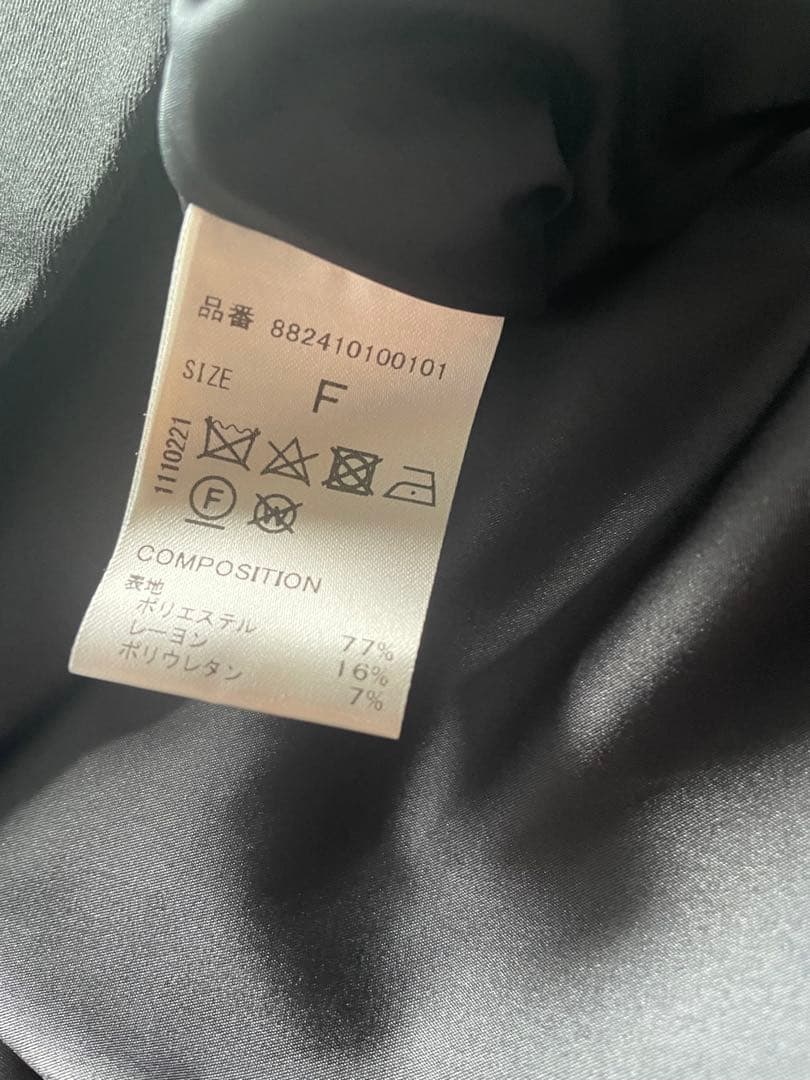 品番 882410100101
SIZE F
1110221
F W
COMPOSITION
表地
ポリエステル 77%
レーヨン 16%
ポリウレタン 7%